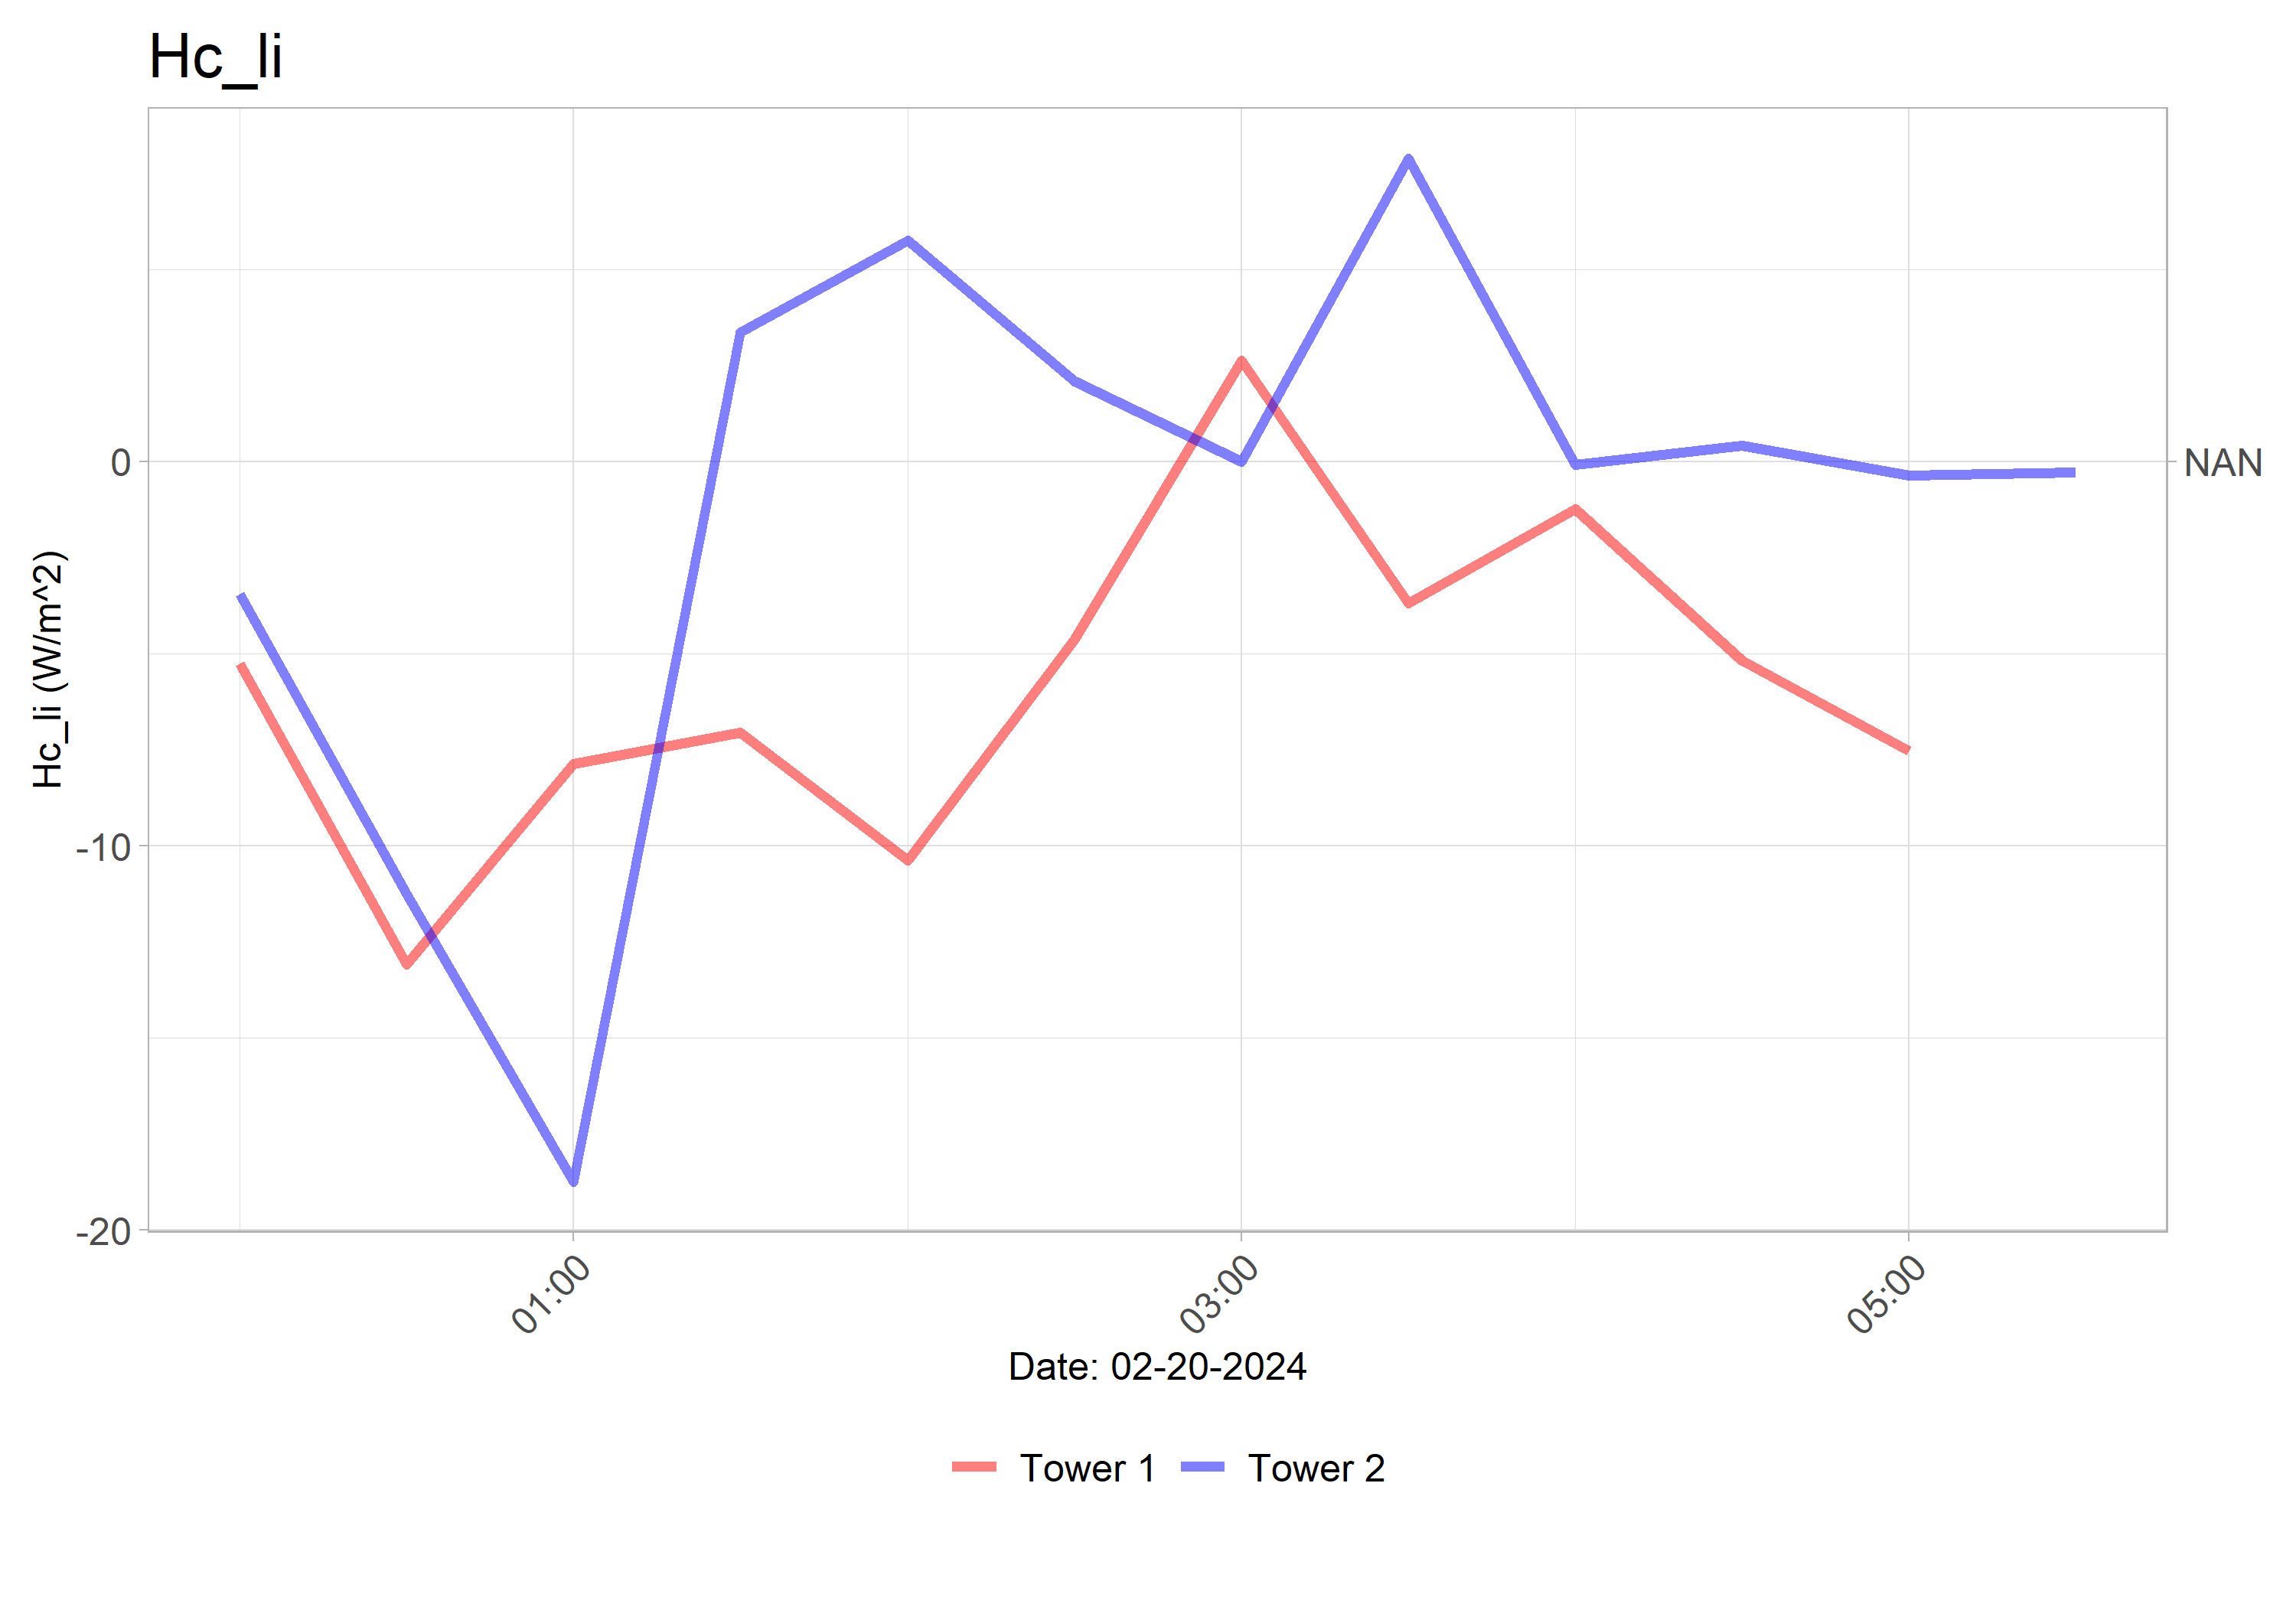 Hc_li
Hc_li (W/m^2)
0
-10
-20
NAN
01:00
03:00
05:00
Date: 02-20-2024
Tower 1
Tower 2